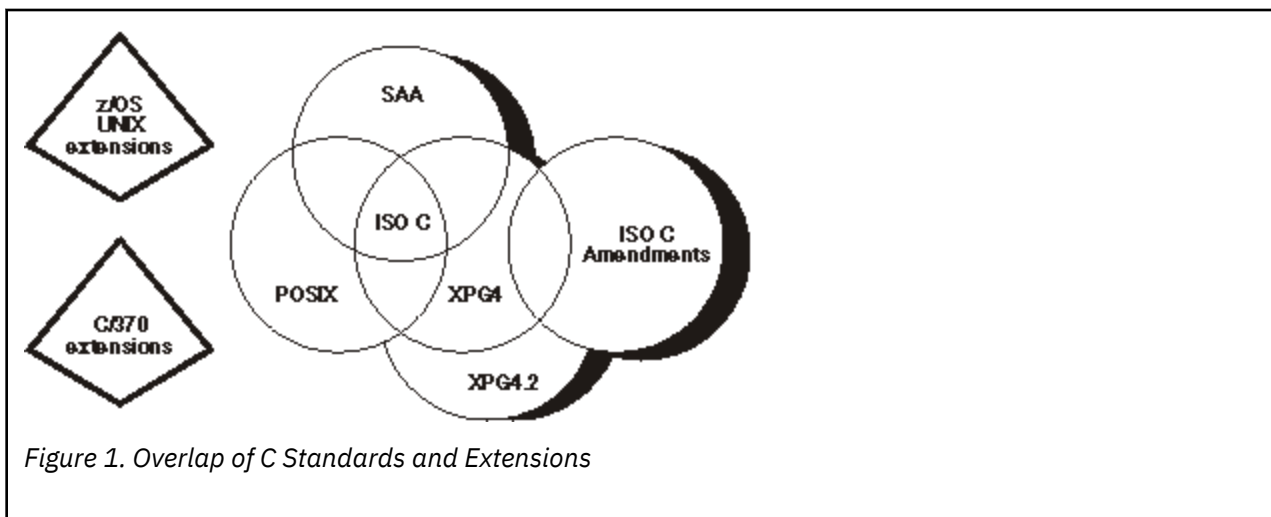 z/OS
UNIX
extensions
SAA
ISO C
ISO C
Amendments
POSIX
XPG4
C/370
extensions
XPG4.2
Figure 1. Overlap of C Standards and Extensions